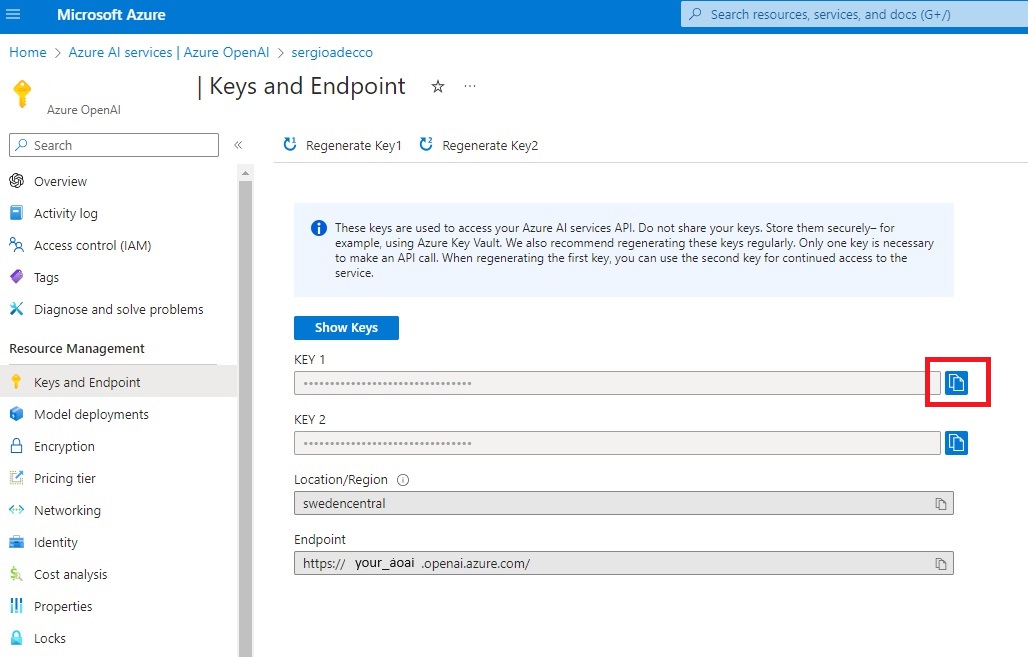 Microsoft Azure
Search resources, services, and docs (G+/)
Home > Azure AI services | Azure OpenAI > sergioadecco
| Keys and Endpoint ☆ ...
Azure OpenAI
Search «
Regenerate Key1 Regenerate Key2
Overview
Activity log
Access control (IAM)
Tags
Diagnose and solve problems
Resource Management
Keys and Endpoint
Model deployments
Encryption
Pricing tier
Networking
Identity
Cost analysis
Properties
Locks
These keys are used to access your Azure AI services API. Do not share your keys. Store them securely– for
example, using Azure Key Vault. We also recommend regenerating these keys regularly. Only one key is necessary
to make an API call. When regenerating the first key, you can use the second key for continued access to the
service.
Show Keys
KEY 1
••••••••••••••••••••••••••••••••
KEY 2
••••••••••••••••••••••••••••••••
Location/Region
swedencentral
Endpoint
https:// your_aoai .openai.azure.com/